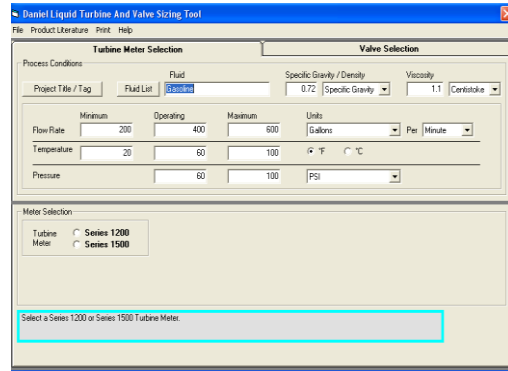 Daniel Liquid Turbine And Valve Sizing Tool
File Product Literature Print Help
Turbine Meter Selection Valve Selection
Process Conditions
Fluid Specific Gravity / Density Viscosity
Project Title / Tag Fluid List Gasoline 0.72 Specific Gravity 1.1 Centistoke
Minimum Operating Maximum Units
Flow Rate 200 400 600 Gallons Per Minute
Temperature 20 60 100 °F °C
Pressure 60 100 PSI
Meter Selection
Turbine Meter Series 1200
Series 1500
Select a Series 1200 or Series 1500 Turbine Meter.